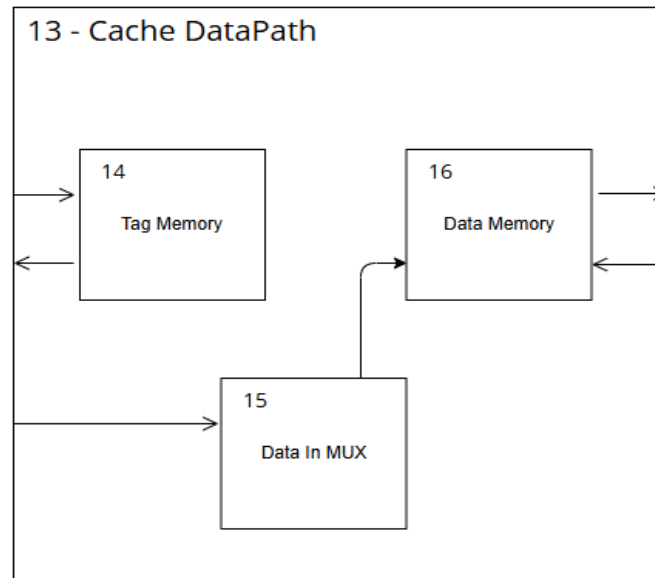 13 - Cache DataPath
14
Tag Memory
16
Data Memory
15
Data In MUX